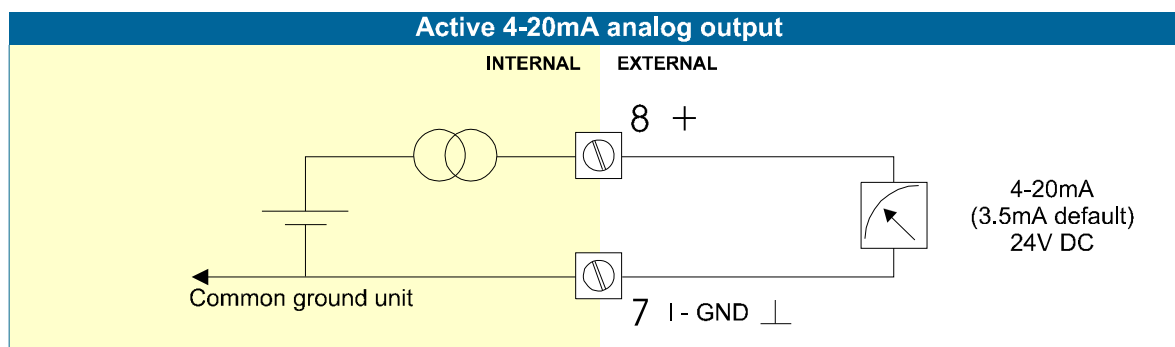 Active 4-20mA analog output
INTERNAL EXTERNAL
8 +
4-20mA
(3.5mA default)
24V DC
Common ground unit
7 I - GND ⊥